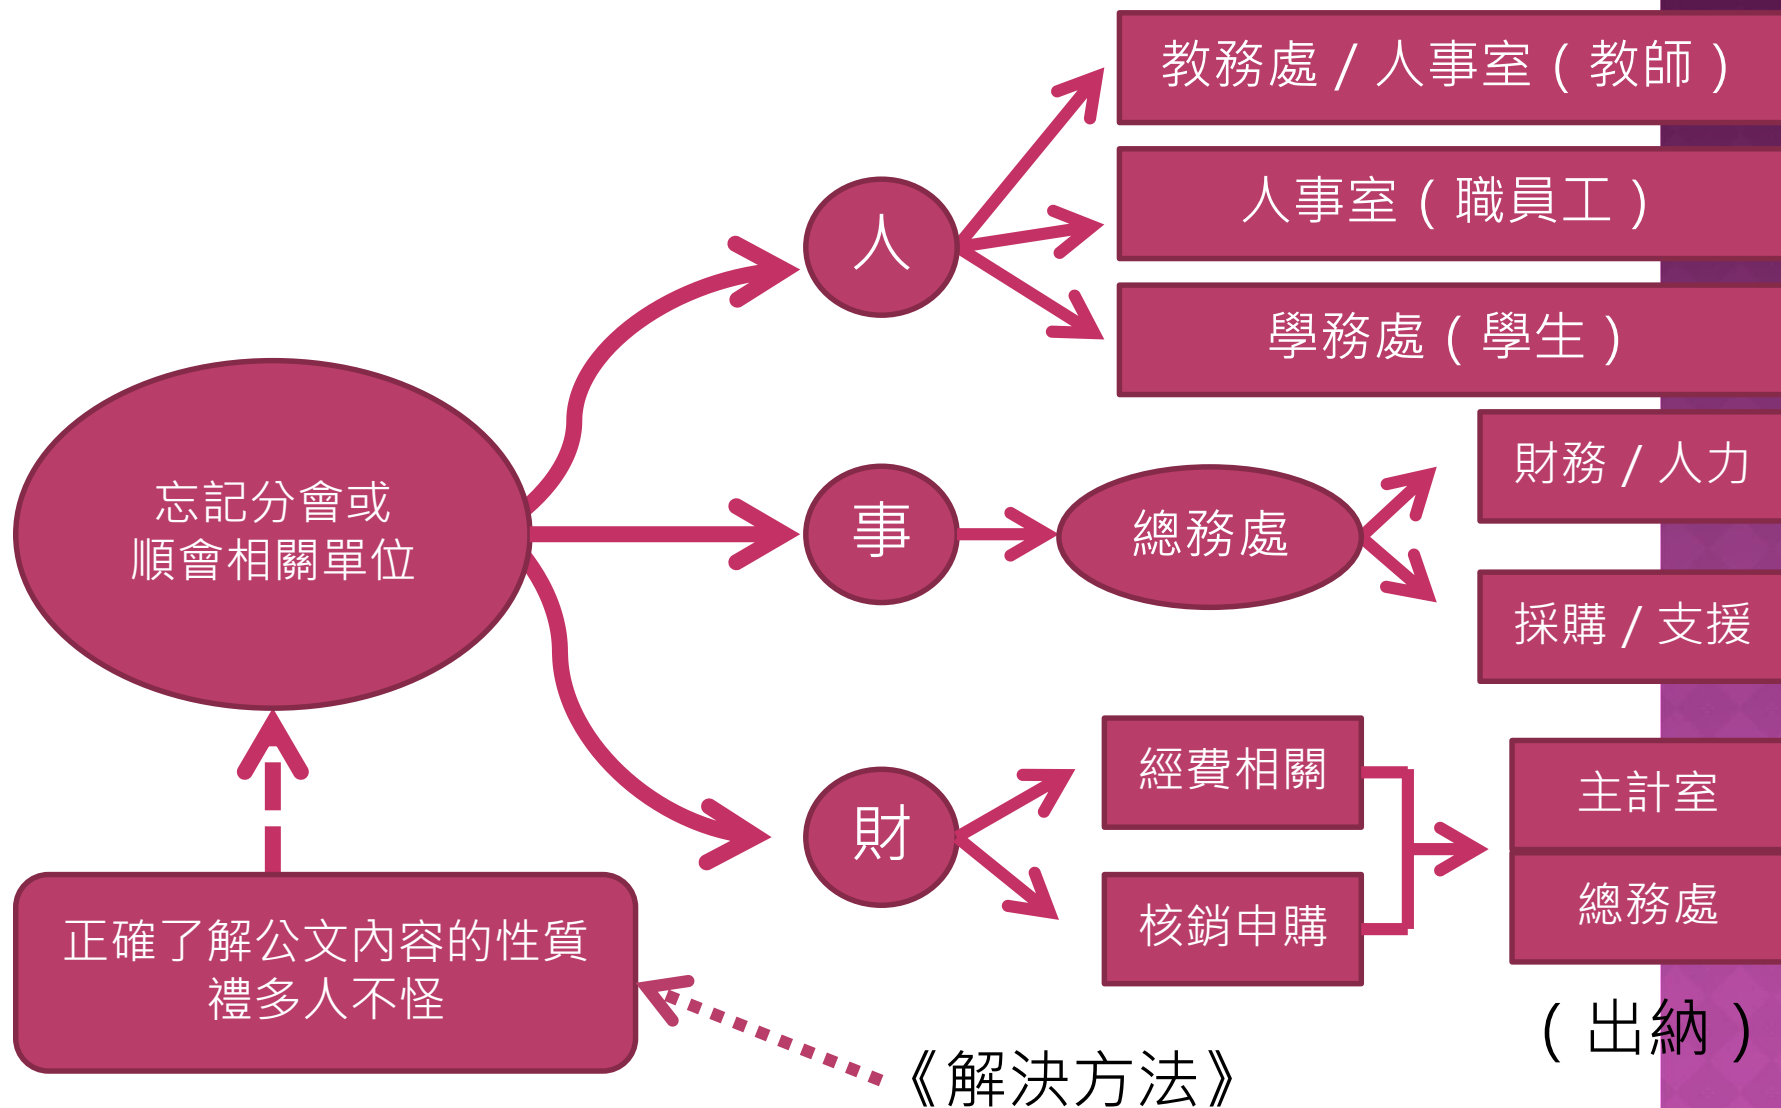 教務處/人事室(教師)
人事室(職員工)
人
學務處(學生)
忘記分會或
順會相關單位
事
總務處
財務/人力
採購/支援
財
經費相關
核銷申購
主計室
總務處
(出納)
正確了解公文內容的性質
禮多人不怪
《解決方法》